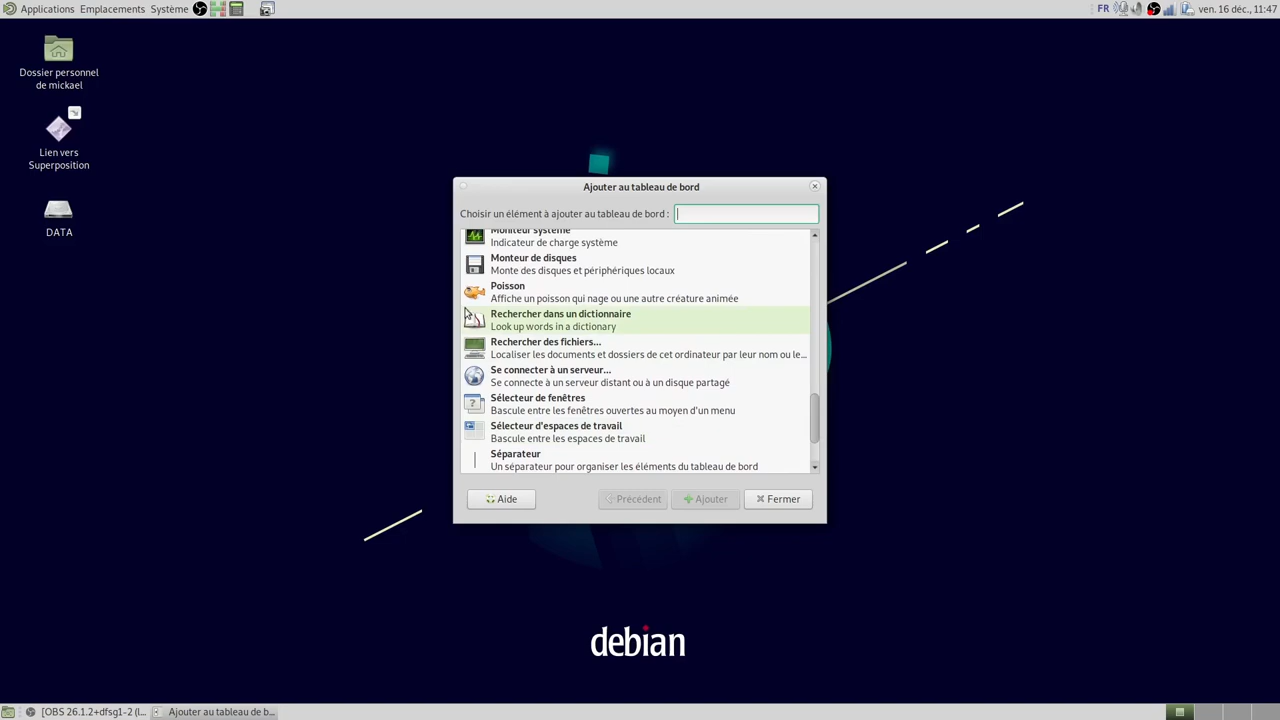 Applications Emplacements Système
FR
ven. 16 déc., 11:47
Dossier personnel
de mickael
Lien vers
Superposition
DATA
Ajouter au tableau de bord
Choisir un élément à ajouter au tableau de bord :
Moniteur système
Indicateur de charge système
Monteur de disques
Monte des disques et périphériques locaux
Poisson
Affiche un poisson qui nage ou une autre créature animée
Rechercher dans un dictionnaire
Look up words in a dictionary
Rechercher des fichiers...
Localiser les documents et dossiers de cet ordinateur par leur nom ou le...
Se connecter à un serveur...
Se connecte à un serveur distant ou à un disque partagé
Sélecteur de fenêtres
Bascule entre les fenêtres ouvertes au moyen d'un menu
Sélecteur d'espaces de travail
Bascule entre les espaces de travail
Séparateur
Un séparateur pour organiser les éléments du tableau de bord
Aide
Précédent
Ajouter
Fermer
debian
[OBS 26.1.2+dfsg1-2 (l...
Ajouter au tableau de b...